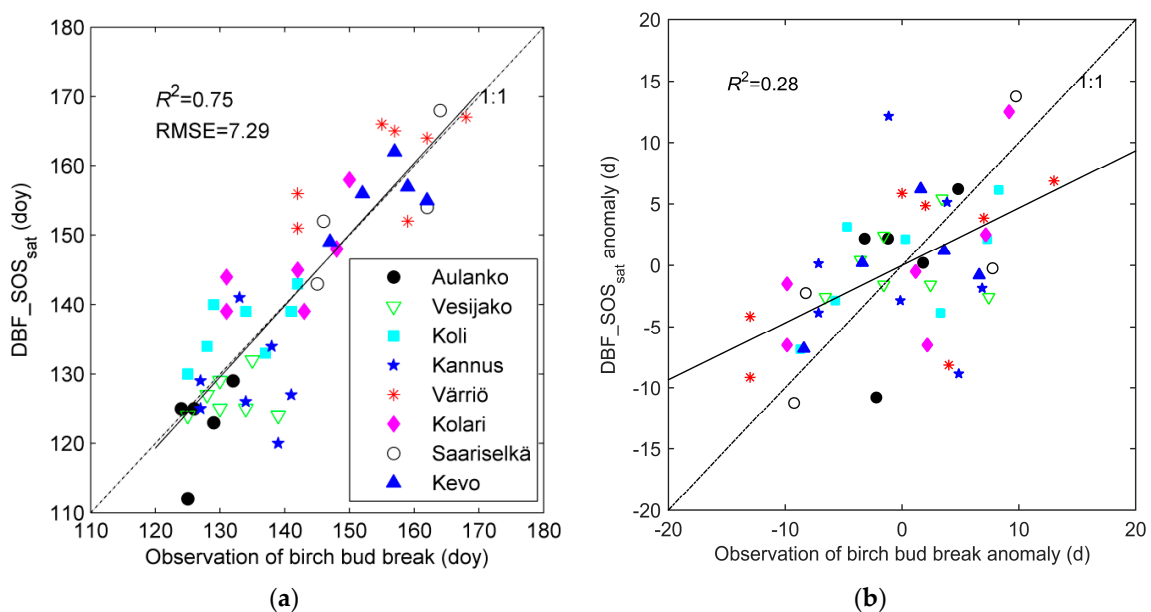 180
170
160
150
140
130
120
110
DBF_SOSsat (doy)
R²=0.75
RMSE=7.29
1:1
Aulanko
Vesijako
Koli
Kannus
Värriö
Kolari
Saariselkä
Kevo
110 120 130 140 150 160 170 180
Observation of birch bud break (doy)
(a)
20
15
10
5
0
-5
-10
-15
-20
DBF_SOSsat anomaly (d)
R²=0.28
1:1
-20 -10 0 10 20
Observation of birch bud break anomaly (d)
(b)